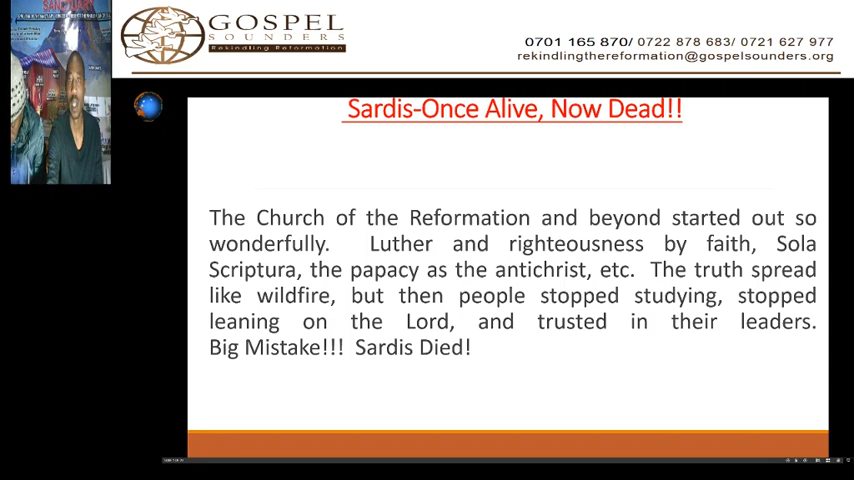 SANCTUARY
GOSPEL
SOUNDERS
Rekindling Reformation
0701 165 870/ 0722 878 683/ 0721 627 977
rekindlingthereformation@gospelsounders.org
Sardis-Once Alive, Now Dead!!
The Church of the Reformation and beyond started out so
wonderfully. Luther and righteousness by faith, Sola
Scriptura, the papacy as the antichrist, etc. The truth spread
like wildfire, but then people stopped studying, stopped
leaning on the Lord, and trusted in their leaders.
Big Mistake!!! Sardis Died!